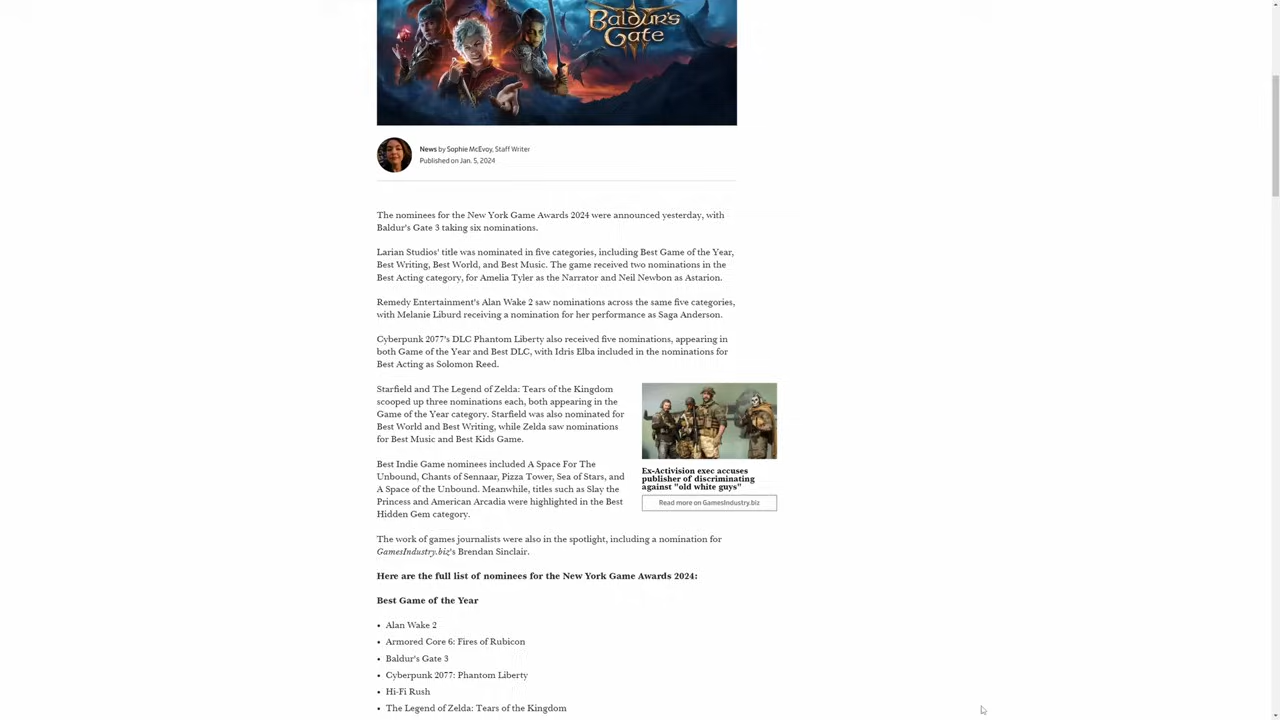 BALDUR'S
GATE
News by Sophie McEvoy, Staff Writer
Published on Jan. 5, 2024
The nominees for the New York Game Awards 2024 were announced yesterday, with
Baldur's Gate 3 taking six nominations.
Larian Studios' title was nominated in five categories, including Best Game of the Year,
Best Writing, Best World, and Best Music. The game received two nominations in the
Best Acting category, for Amelia Tyler as the Narrator and Neil Newbon as Astarion.
Remedy Entertainment's Alan Wake 2 saw nominations across the same five categories,
with Melanie Liburd receiving a nomination for her performance as Saga Anderson.
Cyberpunk 2077's DLC Phantom Liberty also received five nominations, appearing in
both Game of the Year and Best DLC, with Idris Elba included in the nominations for
Best Acting as Solomon Reed.
Starfield and The Legend of Zelda: Tears of the Kingdom
scooped up three nominations each, both appearing in the
Game of the Year category. Starfield was also nominated for
Best World and Best Writing, while Zelda saw nominations
for Best Music and Best Kids Game.
Best Indie Game nominees included A Space For The
Unbound, Chants of Sennaar, Pizza Tower, Sea of Stars, and
A Space of the Unbound. Meanwhile, titles such as Slay the
Princess and American Arcadia were highlighted in the Best
Hidden Gem category.
Ex-Activision exec accuses
publisher of discriminating
against "old white guys"
Read more on GamesIndustry.biz
The work of games journalists were also in the spotlight, including a nomination for
GamesIndustry.biz's Brendan Sinclair.
Here are the full list of nominees for the New York Game Awards 2024:
Best Game of the Year
• Alan Wake 2
• Armored Core 6: Fires of Rubicon
• Baldur's Gate 3
• Cyberpunk 2077: Phantom Liberty
• Hi-Fi Rush
• The Legend of Zelda: Tears of the Kingdom